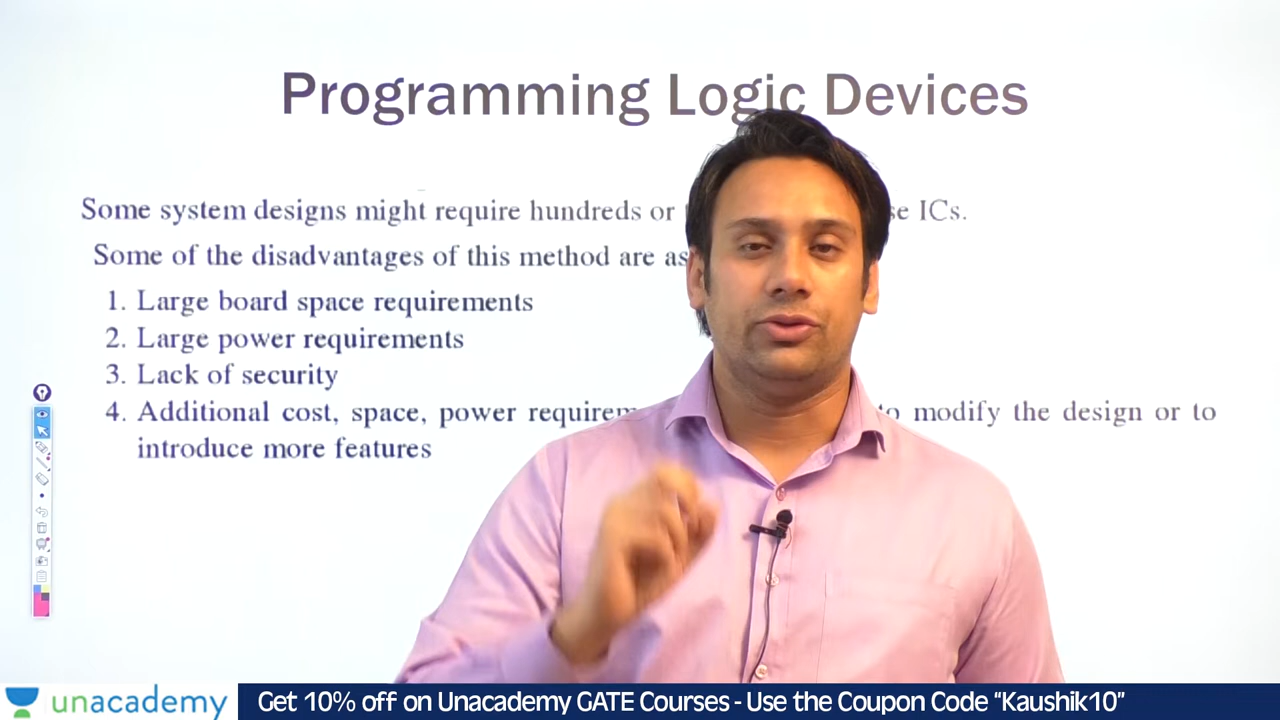 Programming Logic Devices
Some system designs might require hundreds or se ICs.
Some of the disadvantages of this method are as
1. Large board space requirements
2. Large power requirements
3. Lack of security
4. Additional cost, space, power requirem to modify the design or to
introduce more features
unacademy
Get 10% off on Unacademy GATE Courses - Use the Coupon Code “Kaushik10”